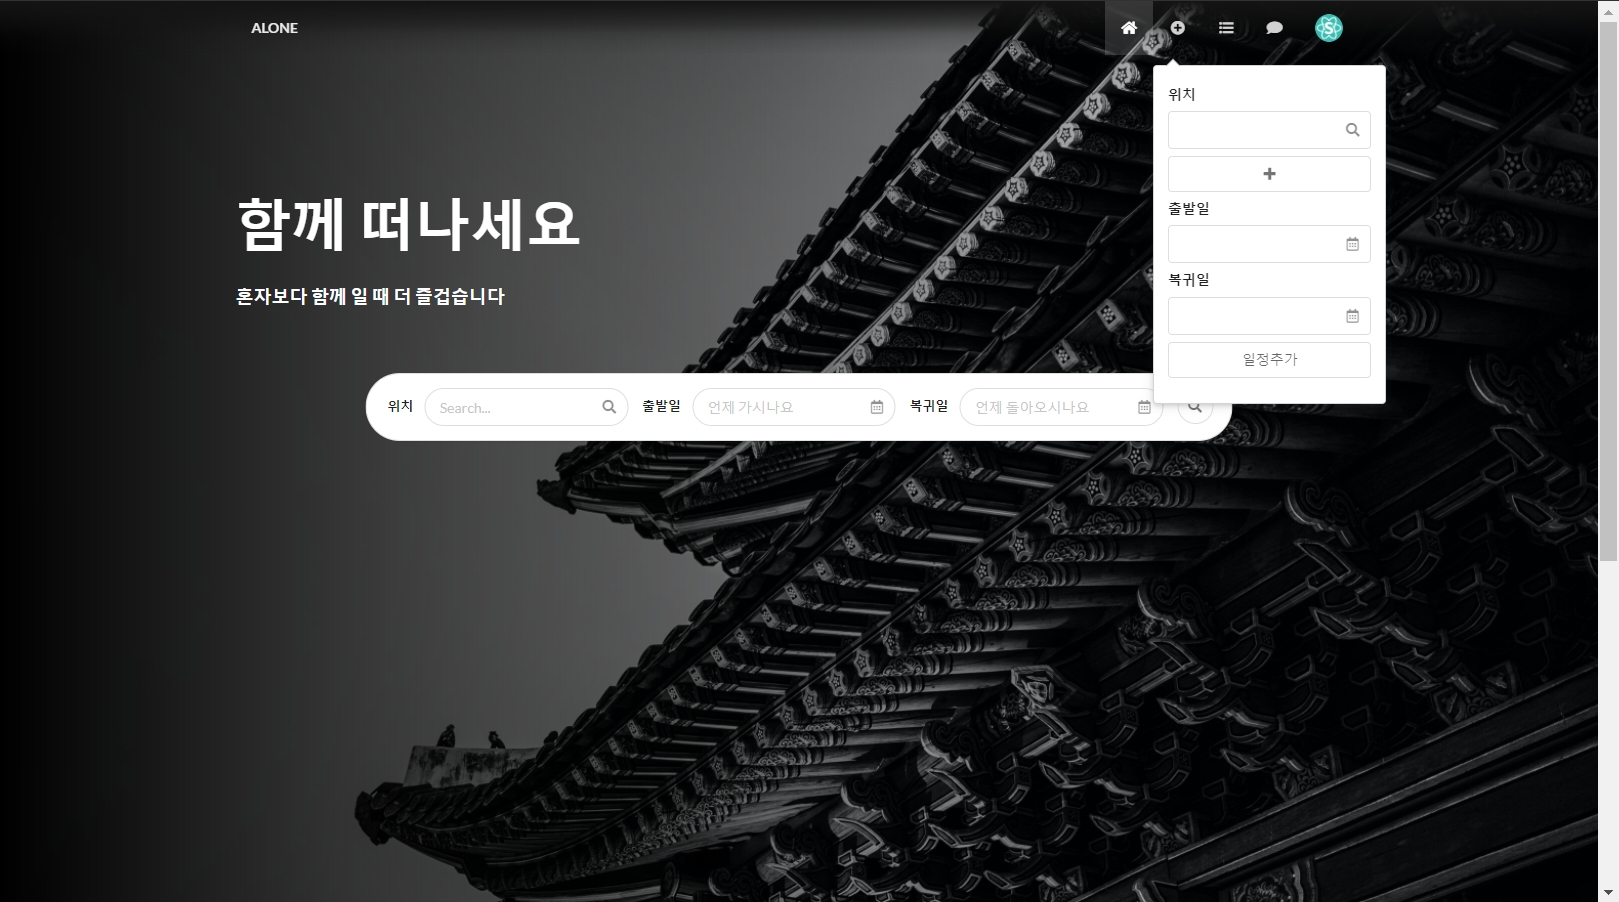 ALONE
함께 떠나세요
혼자보다 함께 일 때 더 즐겁습니다
위치
출발일
복귀일
일정추가
위치 Search... 출발일 언제 가시나요 복귀일 언제 돌아오시나요